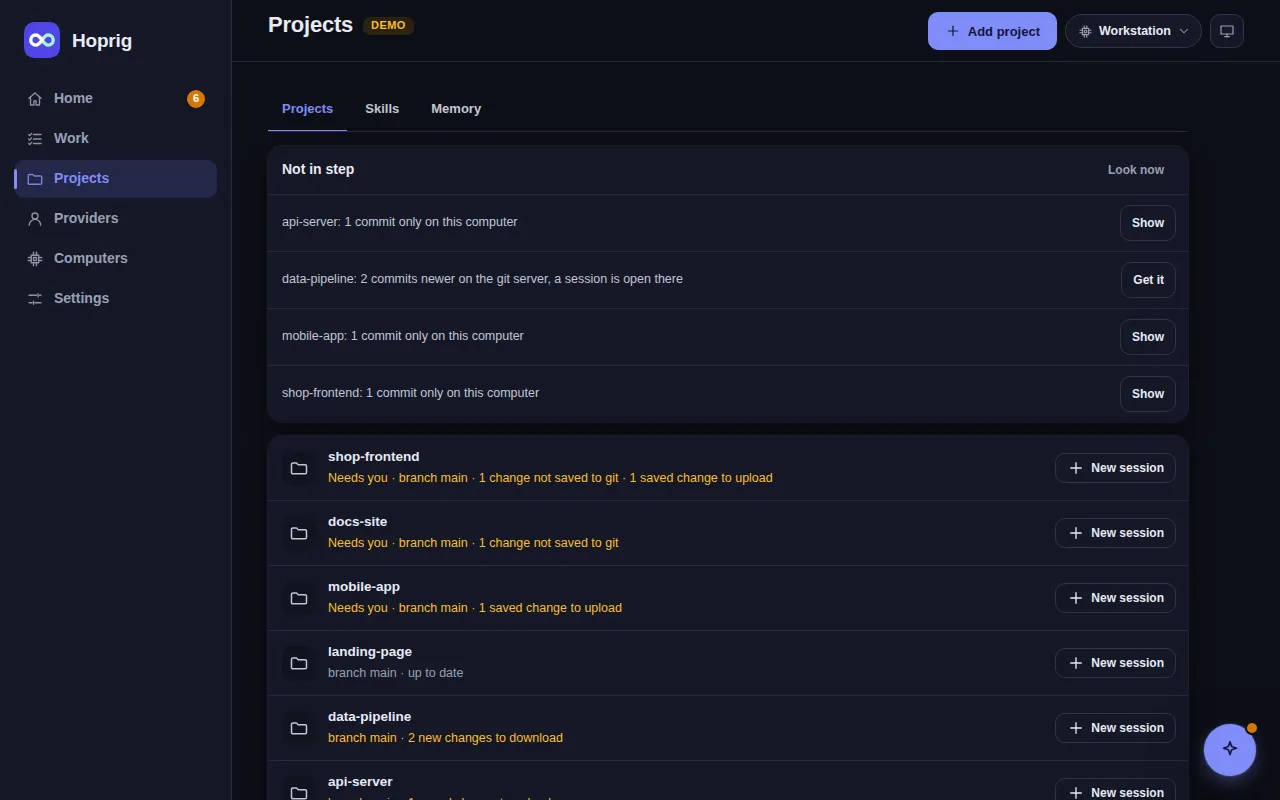 Hoprig
Projects DEMO
Add project
Workstation
Home 6
Work
Projects
Providers
Computers
Settings
Projects Skills Memory
Not in step
Look now
api-server: 1 commit only on this computer
Show
data-pipeline: 2 commits newer on the git server, a session is open there
Get it
mobile-app: 1 commit only on this computer
Show
shop-frontend: 1 commit only on this computer
Show
shop-frontend
Needs you · branch main · 1 change not saved to git · 1 saved change to upload
New session
docs-site
Needs you · branch main · 1 change not saved to git
New session
mobile-app
Needs you · branch main · 1 saved change to upload
New session
landing-page
branch main · up to date
New session
data-pipeline
branch main · 2 new changes to download
New session
api-server
New session